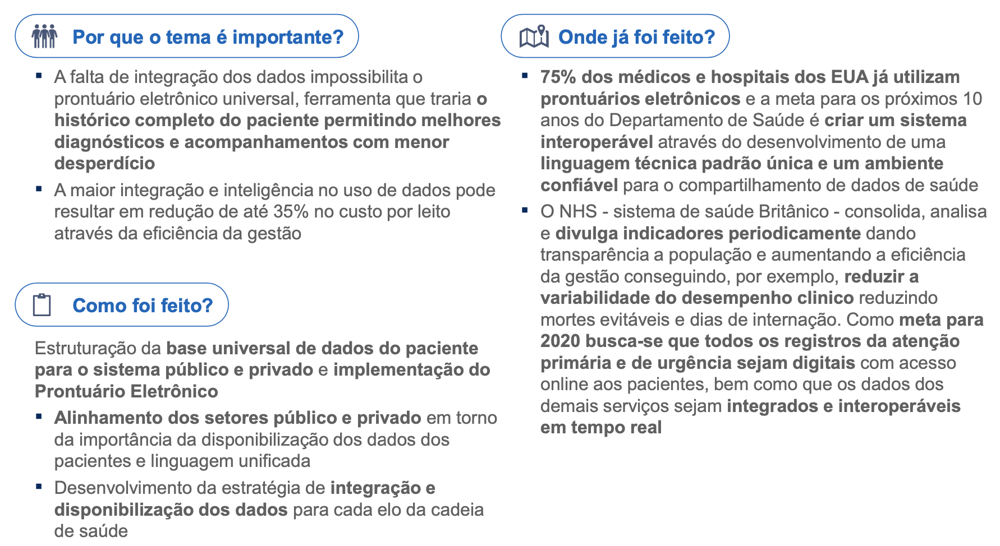 Por que o tema é importante?
▪ A falta de integração dos dados impossibilita o
prontuário eletrônico universal, ferramenta que traria o
histórico completo do paciente permitindo melhores
diagnósticos e acompanhamentos com menor
desperdício
▪ A maior integração e inteligência no uso de dados pode
resultar em redução de até 35% no custo por leito
através da eficiência da gestão
Como foi feito?
Estruturação da base universal de dados do paciente
para o sistema público e privado e implementação do
Prontuário Eletrônico
▪ Alinhamento dos setores público e privado em torno
da importância da disponibilização dos dados dos
pacientes e linguagem unificada
▪ Desenvolvimento da estratégia de integração e
disponibilização dos dados para cada elo da cadeia
de saúde
Onde já foi feito?
▪ 75% dos médicos e hospitais dos EUA já utilizam
prontuários eletrônicos e a meta para os próximos 10
anos do Departamento de Saúde é criar um sistema
interoperável através do desenvolvimento de uma
linguagem técnica padrão única e um ambiente
confiável para o compartilhamento de dados de saúde
▪ O NHS - sistema de saúde Britânico - consolida, analisa
e divulga indicadores periodicamente dando
transparência a população e aumentando a eficiência
da gestão conseguindo, por exemplo, reduzir a
variabilidade do desempenho clinico reduzindo
mortes evitáveis e dias de internação. Como meta para
2020 busca-se que todos os registros da atenção
primária e de urgência sejam digitais com acesso
online aos pacientes, bem como que os dados dos
demais serviços sejam integrados e interoperáveis
em tempo real